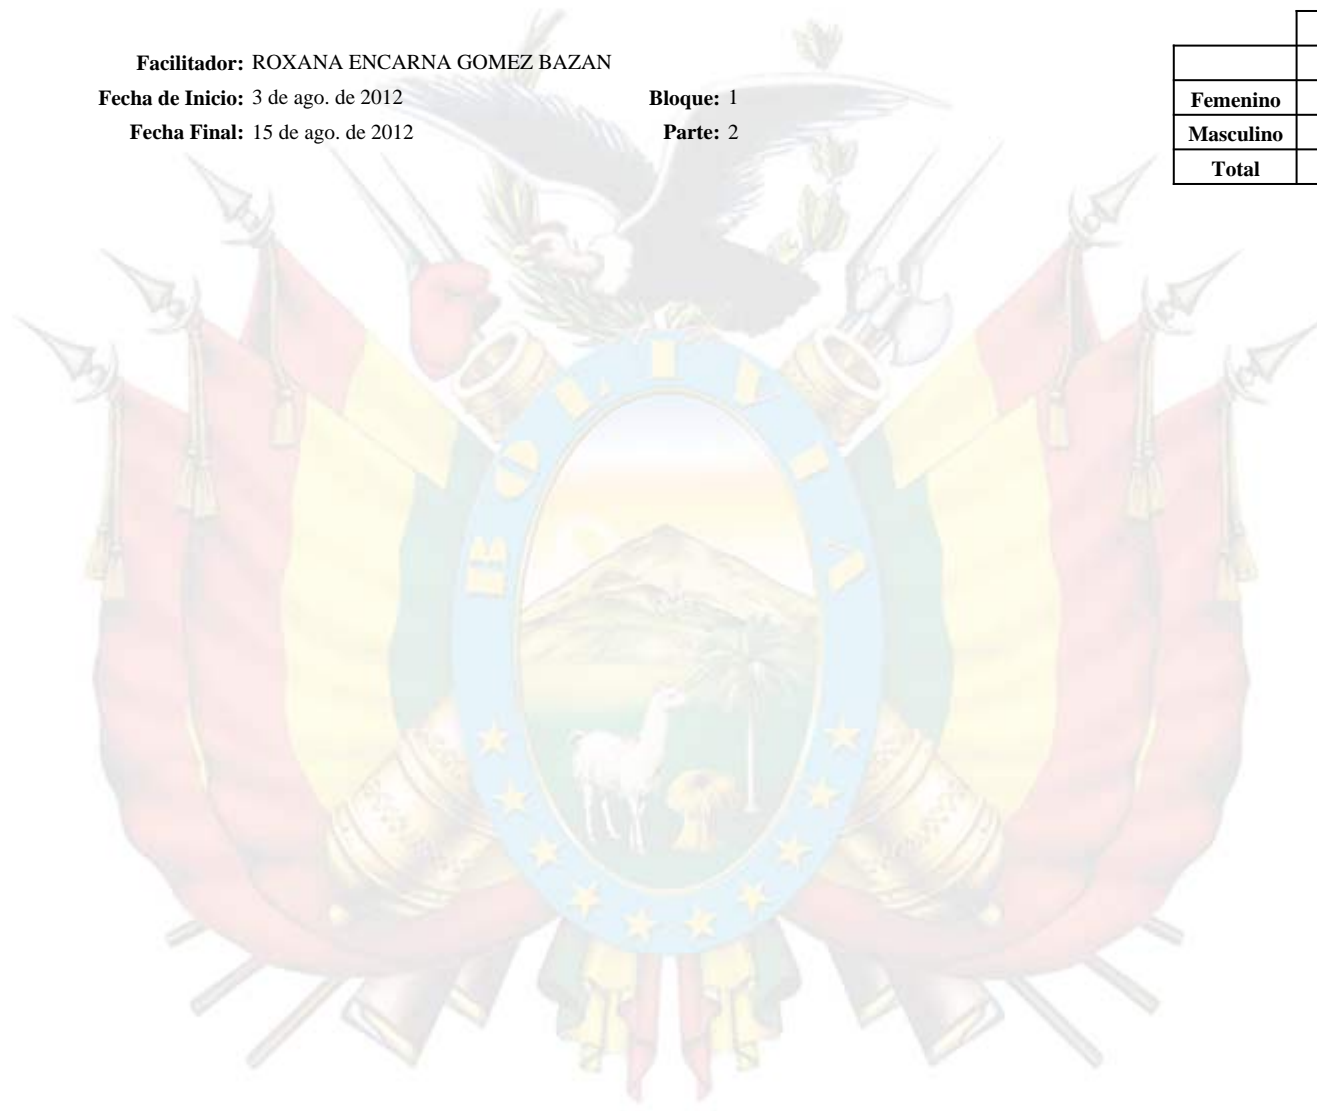 Facilitador: ROXANA ENCARNA GOMEZ BAZAN
Fecha de Inicio: 3 de ago. de 2012 Bloque: 1
Fecha Final: 15 de ago. de 2012 Parte: 2
Femenino
Masculino
Total
BOLIVIA